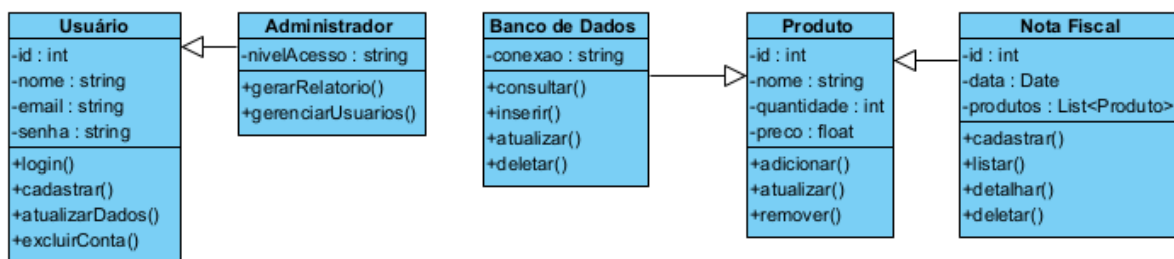 Usuário
-id : int
-nome : string
-email : string
-senha : string
+login()
+cadastrar()
+atualizarDados()
+excluirConta()
Administrador
-nivelAcesso : string
+gerarRelatorio()
+gerenciarUsuarios()
Banco de Dados
-conexao : string
+consultar()
+inserir()
+atualizar()
+deletar()
Produto
-id : int
-nome : string
-quantidade : int
-preco : float
+adicionar()
+atualizar()
+remover()
Nota Fiscal
-id : int
-data : Date
-produtos : List<Produto>
+cadastrar()
+listar()
+detalhar()
+deletar()